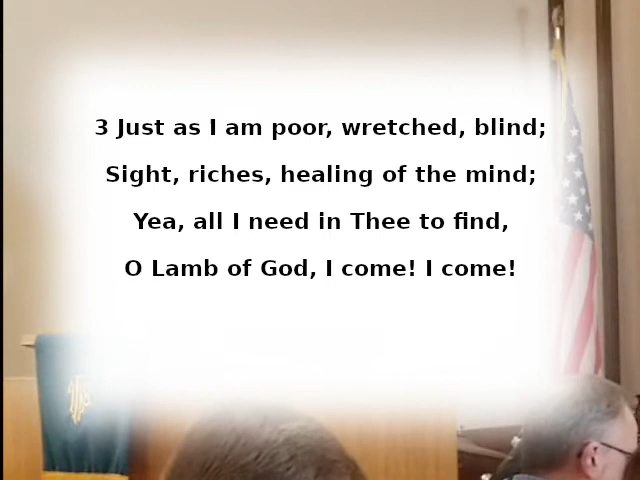 3 Just as I am poor, wretched, blind;
Sight, riches, healing of the mind;
Yea, all I need in Thee to find,
O Lamb of God, I come! I come!